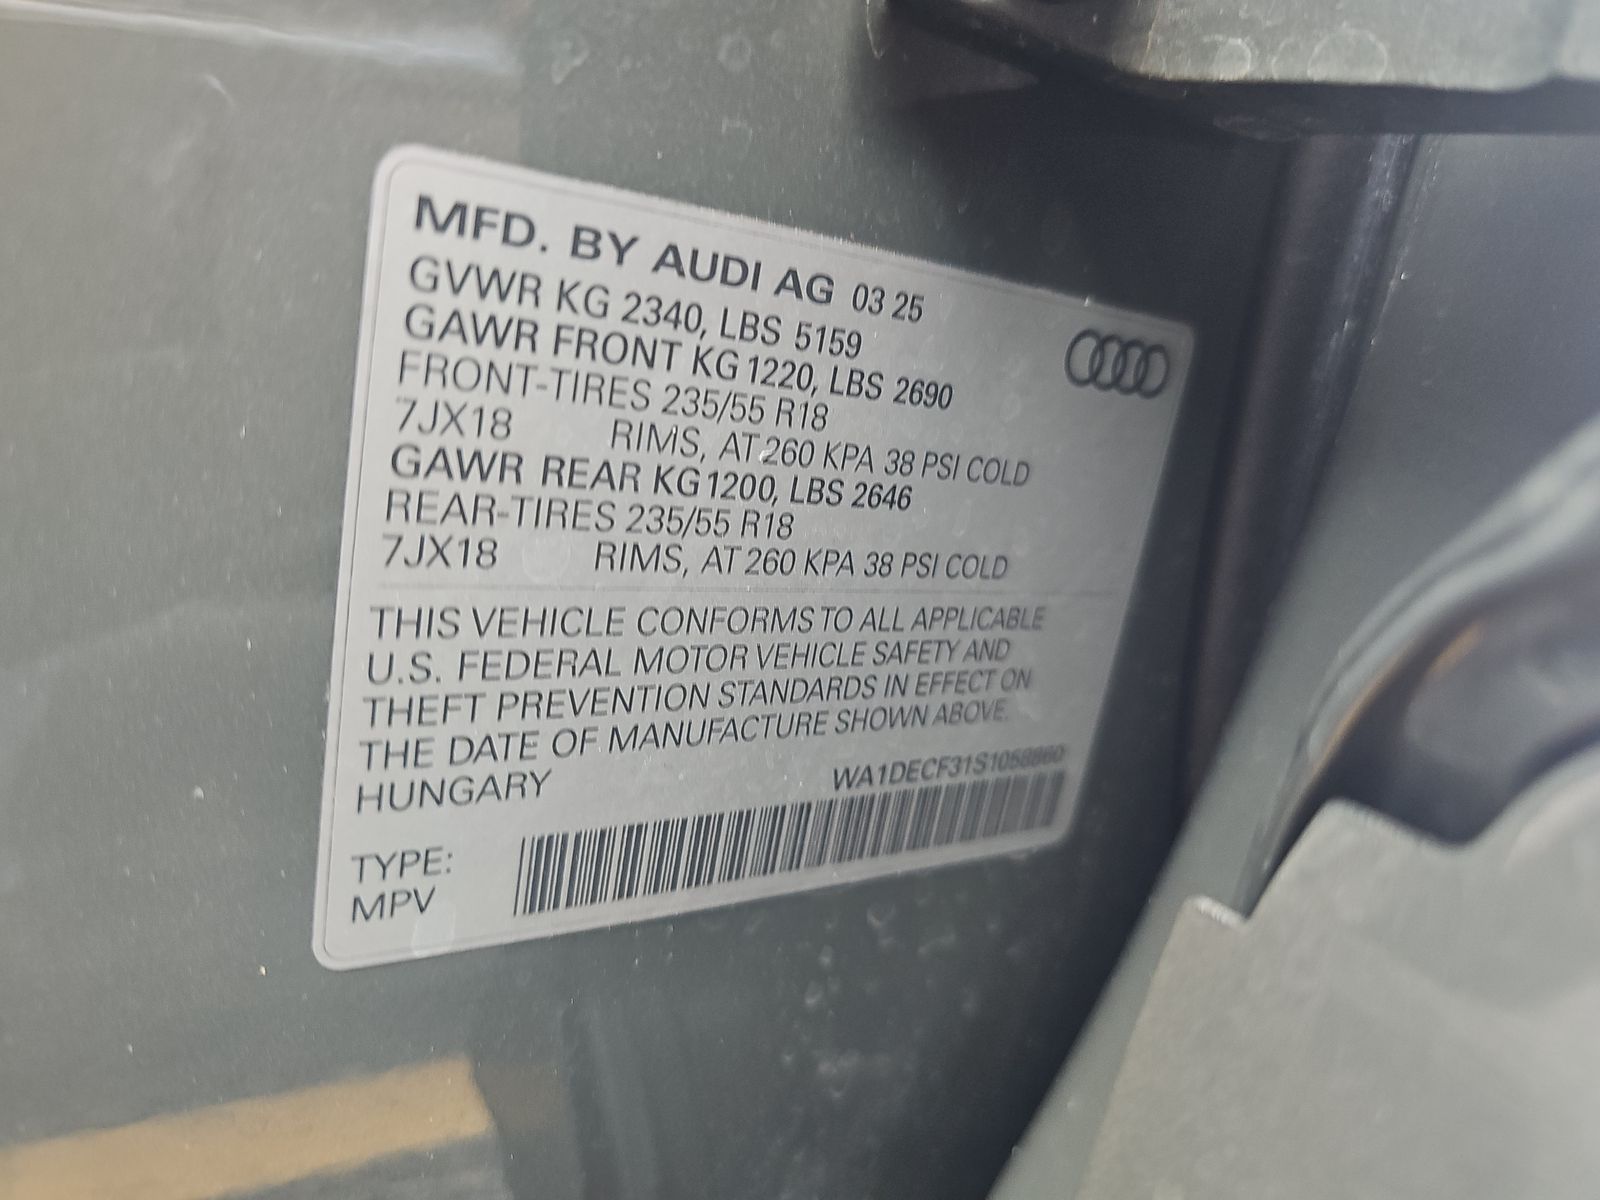 MFD. BY AUDI AG 03 25
GVWR KG 2340, LBS 5159
GAWR FRONT KG 1220, LBS 2690
FRONT-TIRES 235/55 R18
7JX18 RIMS, AT 260 KPA 38 PSI COLD
GAWR REAR KG 1200, LBS 2646
REAR-TIRES 235/55 R18
7JX18 RIMS, AT 260 KPA 38 PSI COLD
THIS VEHICLE CONFORMS TO ALL APPLICABLE
U.S. FEDERAL MOTOR VEHICLE SAFETY AND
THEFT PREVENTION STANDARDS IN EFFECT ON
THE DATE OF MANUFACTURE SHOWN ABOVE.
HUNGARY
TYPE:
MPV